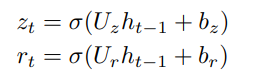 z_t = σ(U_z h_{t−1} + b_z)
r_t = σ(U_r h_{t−1} + b_r)